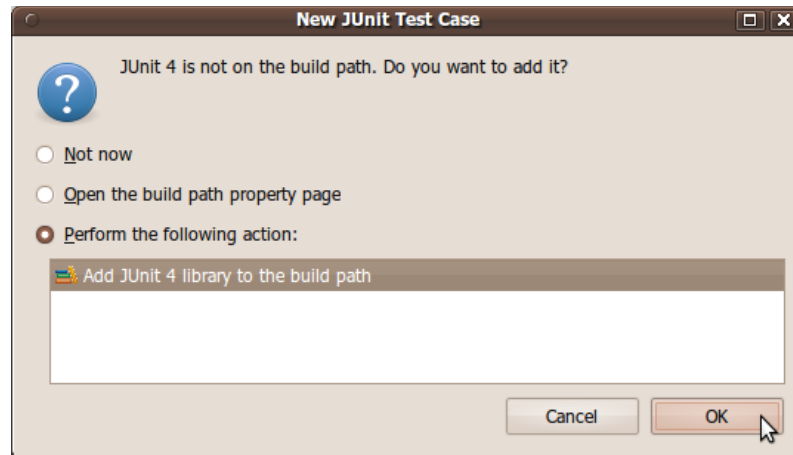 New JUnit Test Case
JUnit 4 is not on the build path. Do you want to add it?
Not now
Open the build path property page
Perform the following action:
Add JUnit 4 library to the build path
Cancel
OK